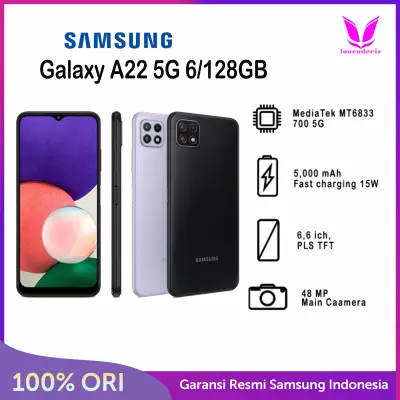 SAMSUNG
Galaxy A22 5G 6/128GB
MediaTek MT6833
700 5G
5,000 mAh
Fast charging 15W
6,6 ich,
PLS TFT
48 MP
Main Caamera
SAMSUNG
100% ORI
Garansi Resmi Samsung Indonesia